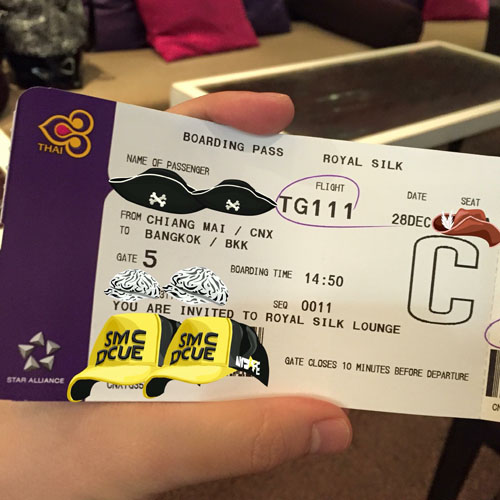 BOARDING PASS ROYAL SILK
THAI
NAME OF PASSENGER FLIGHT DATE SEAT
TG111 28DEC
FROM CHIANG MAI / CNX
TO BANGKOK / BKK
C
GATE 5 BOARDING TIME 14:50
SEQ 0011
YOU ARE INVITED TO ROYAL SILK LOUNGE
SMC
DCUE
SMC
DCUE
GATE CLOSES 10 MINUTES BEFORE DEPARTURE
STAR ALLIANCE